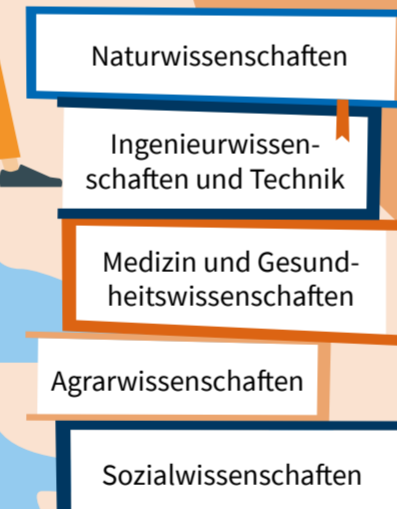 Naturwissenschaften
Ingenieurwissen-
schaften und Technik
Medizin und Gesund-
heitswissenschaften
Agrarwissenschaften
Sozialwissenschaften